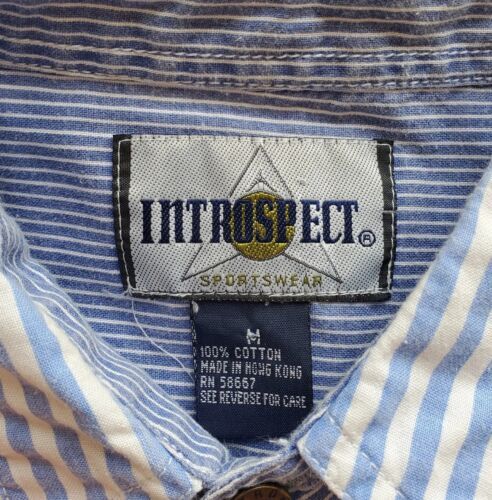 INTROSPECT®
SPORTSWEAR
M
100% COTTON
MADE IN HONG KONG
RN 58667
SEE REVERSE FOR CARE